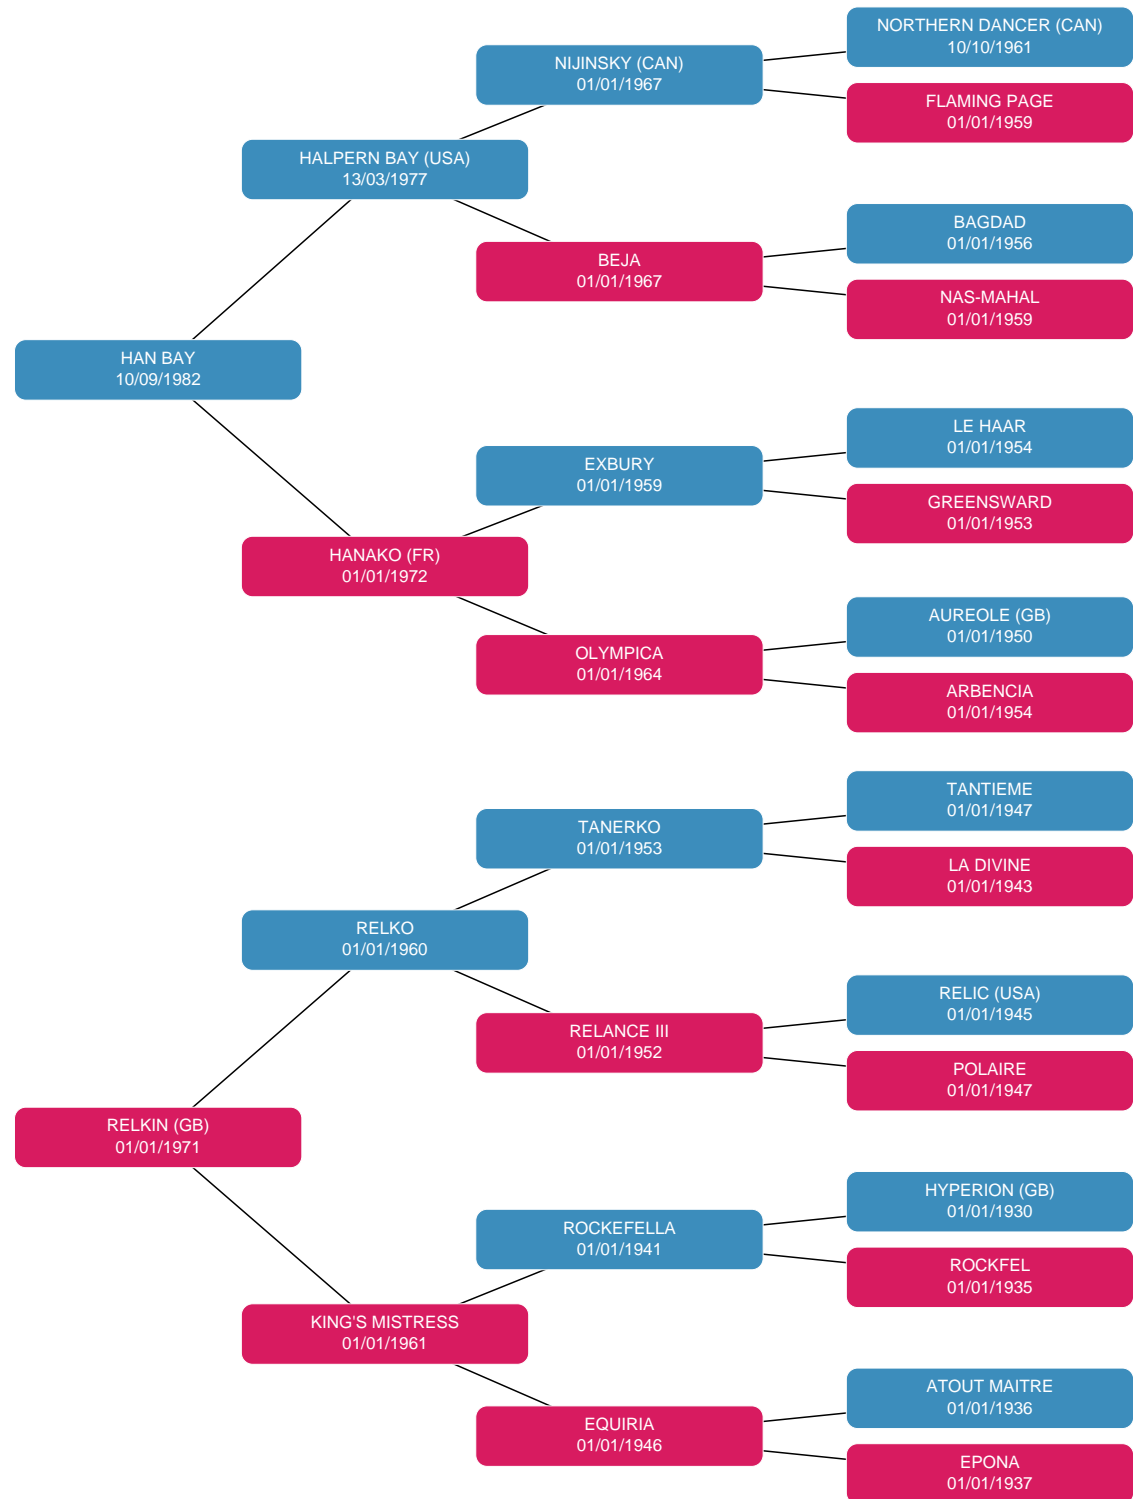 NORTHERN DANCER (CAN)
10/10/1961
NIJINSKY (CAN)
01/01/1967
FLAMING PAGE
01/01/1959
HALPERN BAY (USA)
13/03/1977
BAGDAD
01/01/1956
BEJA
01/01/1967
NAS-MAHAL
01/01/1959
HAN BAY
10/09/1982
LE HAAR
01/01/1954
EXBURY
01/01/1959
GREENSWARD
01/01/1953
HANAKO (FR)
01/01/1972
AUREOLE (GB)
01/01/1950
OLYMPICA
01/01/1964
ARBENCIA
01/01/1954
TANTIEME
01/01/1947
TANERKO
01/01/1953
LA DIVINE
01/01/1943
RELKO
01/01/1960
RELIC (USA)
01/01/1945
RELANCE III
01/01/1952
POLAIRE
01/01/1947
RELKIN (GB)
01/01/1971
HYPERION (GB)
01/01/1930
ROCKEFELLA
01/01/1941
ROCKFEL
01/01/1935
KING'S MISTRESS
01/01/1961
ATOUT MAITRE
01/01/1936
EQUIRIA
01/01/1946
EPONA
01/01/1937